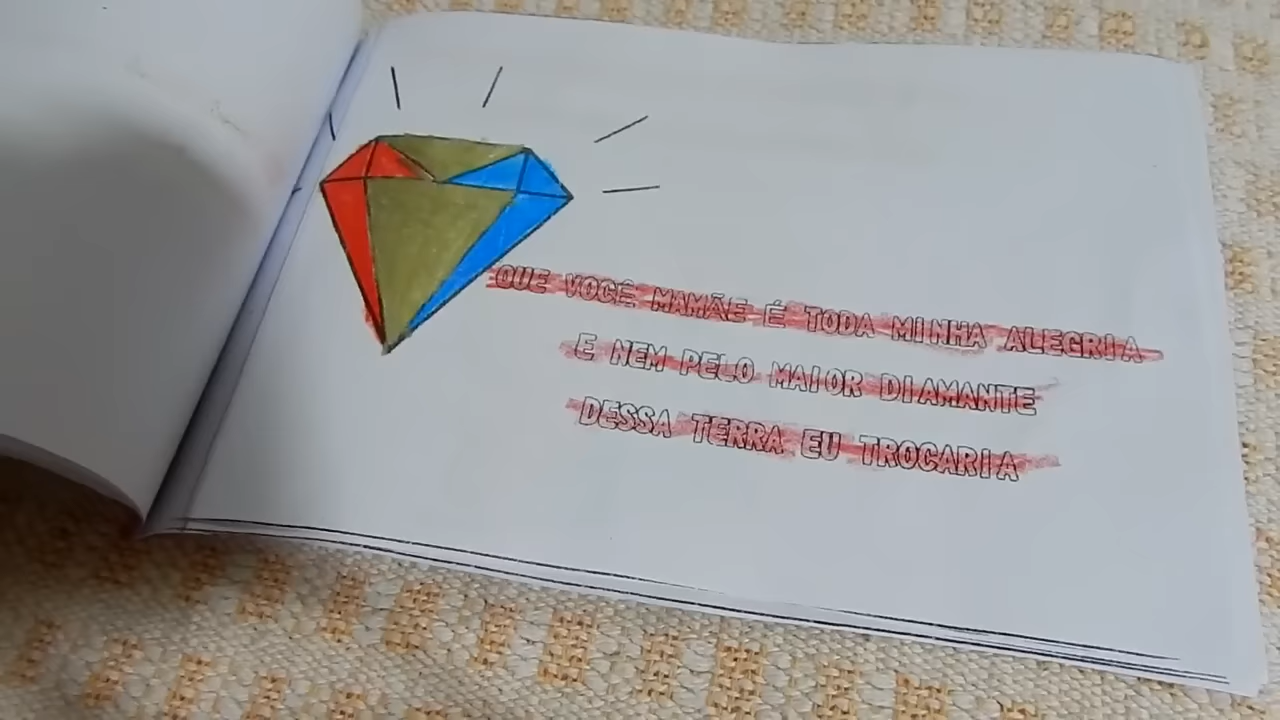 QUE VOCÊ MAMÃE É TODA MINHA ALEGRIA
E NEM PELO MAIOR DIAMANTE
DESSA TERRA EU TROCARIA